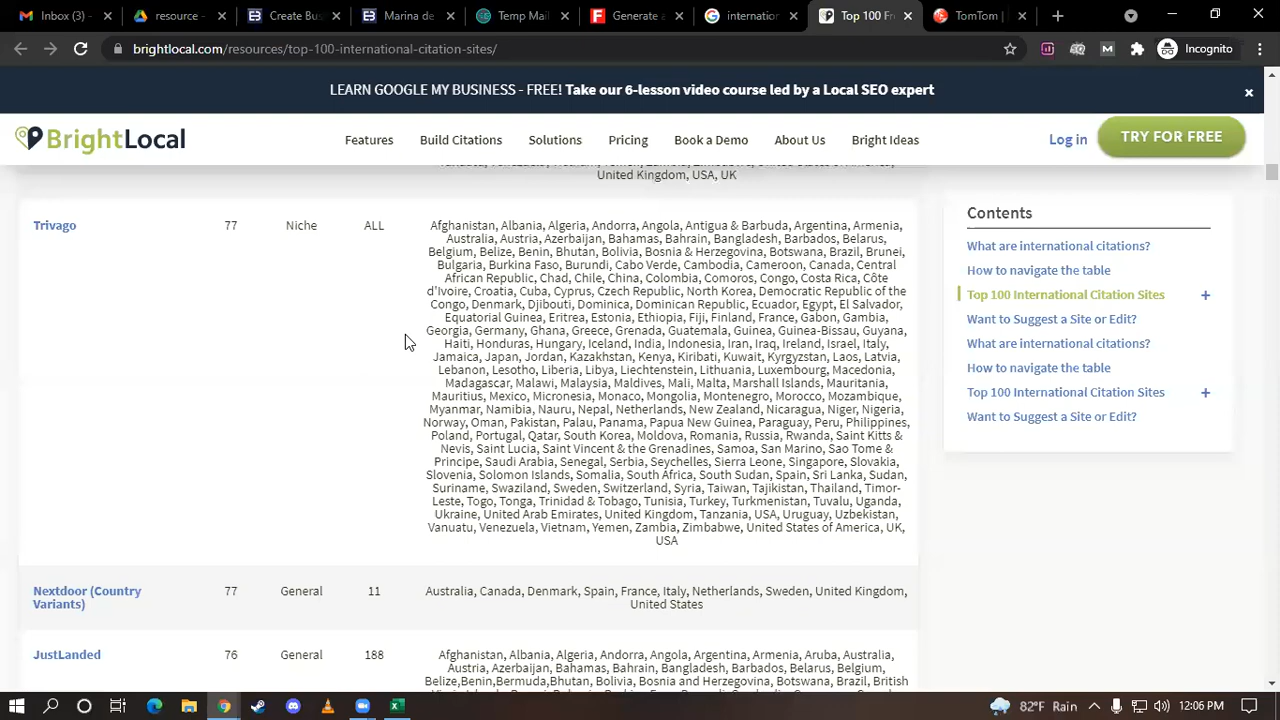 Inbox (
resource -
Create Bus
Marina de
Temp Mail
Generate a
internation
Top 100 Fr
TomTom |
brightlocal.com/resources/top-100-international-citation-sites/
Incognito
LEARN GOOGLE MY BUSINESS - FREE! Take our 6-lesson video course led by a Local SEO expert
BrightLocal
Features
Build Citations
Solutions
Pricing
Book a Demo
About Us
Bright Ideas
Log in
TRY FOR FREE
United Kingdom, USA, UK
Trivago
77
Niche
ALL
Afghanistan, Albania, Algeria, Andorra, Angola, Antigua & Barbuda, Argentina, Armenia,
Australia, Austria, Azerbaijan, Bahamas, Bahrain, Bangladesh, Barbados, Belarus,
Belgium, Belize, Benin, Bhutan, Bolivia, Bosnia & Herzegovina, Botswana, Brazil, Brunei,
Bulgaria, Burkina Faso, Burundi, Cabo Verde, Cambodia, Cameroon, Canada, Central
African Republic, Chad, Chile, China, Colombia, Comoros, Congo, Costa Rica, Côte
d'Ivoire, Croatia, Cuba, Cyprus, Czech Republic, North Korea, Democratic Republic of the
Congo, Denmark, Djibouti, Dominica, Dominican Republic, Ecuador, Egypt, El Salvador,
Equatorial Guinea, Eritrea, Estonia, Ethiopia, Fiji, Finland, France, Gabon, Gambia,
Georgia, Germany, Ghana, Greece, Grenada, Guatemala, Guinea, Guinea-Bissau, Guyana,
Haiti, Honduras, Hungary, Iceland, India, Indonesia, Iran, Iraq, Ireland, Israel, Italy,
Jamaica, Japan, Jordan, Kazakhstan, Kenya, Kiribati, Kuwait, Kyrgyzstan, Laos, Latvia,
Lebanon, Lesotho, Liberia, Libya, Liechtenstein, Lithuania, Luxembourg, Macedonia,
Madagascar, Malawi, Malaysia, Maldives, Mali, Malta, Marshall Islands, Mauritania,
Mauritius, Mexico, Micronesia, Monaco, Mongolia, Montenegro, Morocco, Mozambique,
Myanmar, Namibia, Nauru, Nepal, Netherlands, New Zealand, Nicaragua, Niger, Nigeria,
Norway, Oman, Pakistan, Palau, Panama, Papua New Guinea, Paraguay, Peru, Philippines,
Poland, Portugal, Qatar, South Korea, Moldova, Romania, Russia, Rwanda, Saint Kitts &
Nevis, Saint Lucia, Saint Vincent & the Grenadines, Samoa, San Marino, Sao Tome &
Principe, Saudi Arabia, Senegal, Serbia, Seychelles, Sierra Leone, Singapore, Slovakia,
Slovenia, Solomon Islands, Somalia, South Africa, South Sudan, Spain, Sri Lanka, Sudan,
Suriname, Swaziland, Sweden, Switzerland, Syria, Taiwan, Tajikistan, Thailand, Timor-
Leste, Togo, Tonga, Trinidad & Tobago, Tunisia, Turkey, Turkmenistan, Tuvalu, Uganda,
Ukraine, United Arab Emirates, United Kingdom, Tanzania, USA, Uruguay, Uzbekistan,
Vanuatu, Venezuela, Vietnam, Yemen, Zambia, Zimbabwe, United States of America, UK,
USA
Nextdoor (Country
Variants)
77
General
11
Australia, Canada, Denmark, Spain, France, Italy, Netherlands, Sweden, United Kingdom,
United States
JustLanded
76
General
188
Afghanistan, Albania, Algeria, Andorra, Angola, Argentina, Armenia, Aruba, Australia,
Austria, Azerbaijan, Bahamas, Bahrain, Bangladesh, Barbados, Belarus, Belgium,
Belize,Benin,Bermuda,Bhutan, Bolivia, Bosnia and Herzegovina, Botswana, Brazil, British
Contents
What are international citations?
How to navigate the table
Top 100 International Citation Sites
+
Want to Suggest a Site or Edit?
What are international citations?
How to navigate the table
Top 100 International Citation Sites
+
Want to Suggest a Site or Edit?
82°F Rain
12:06 PM